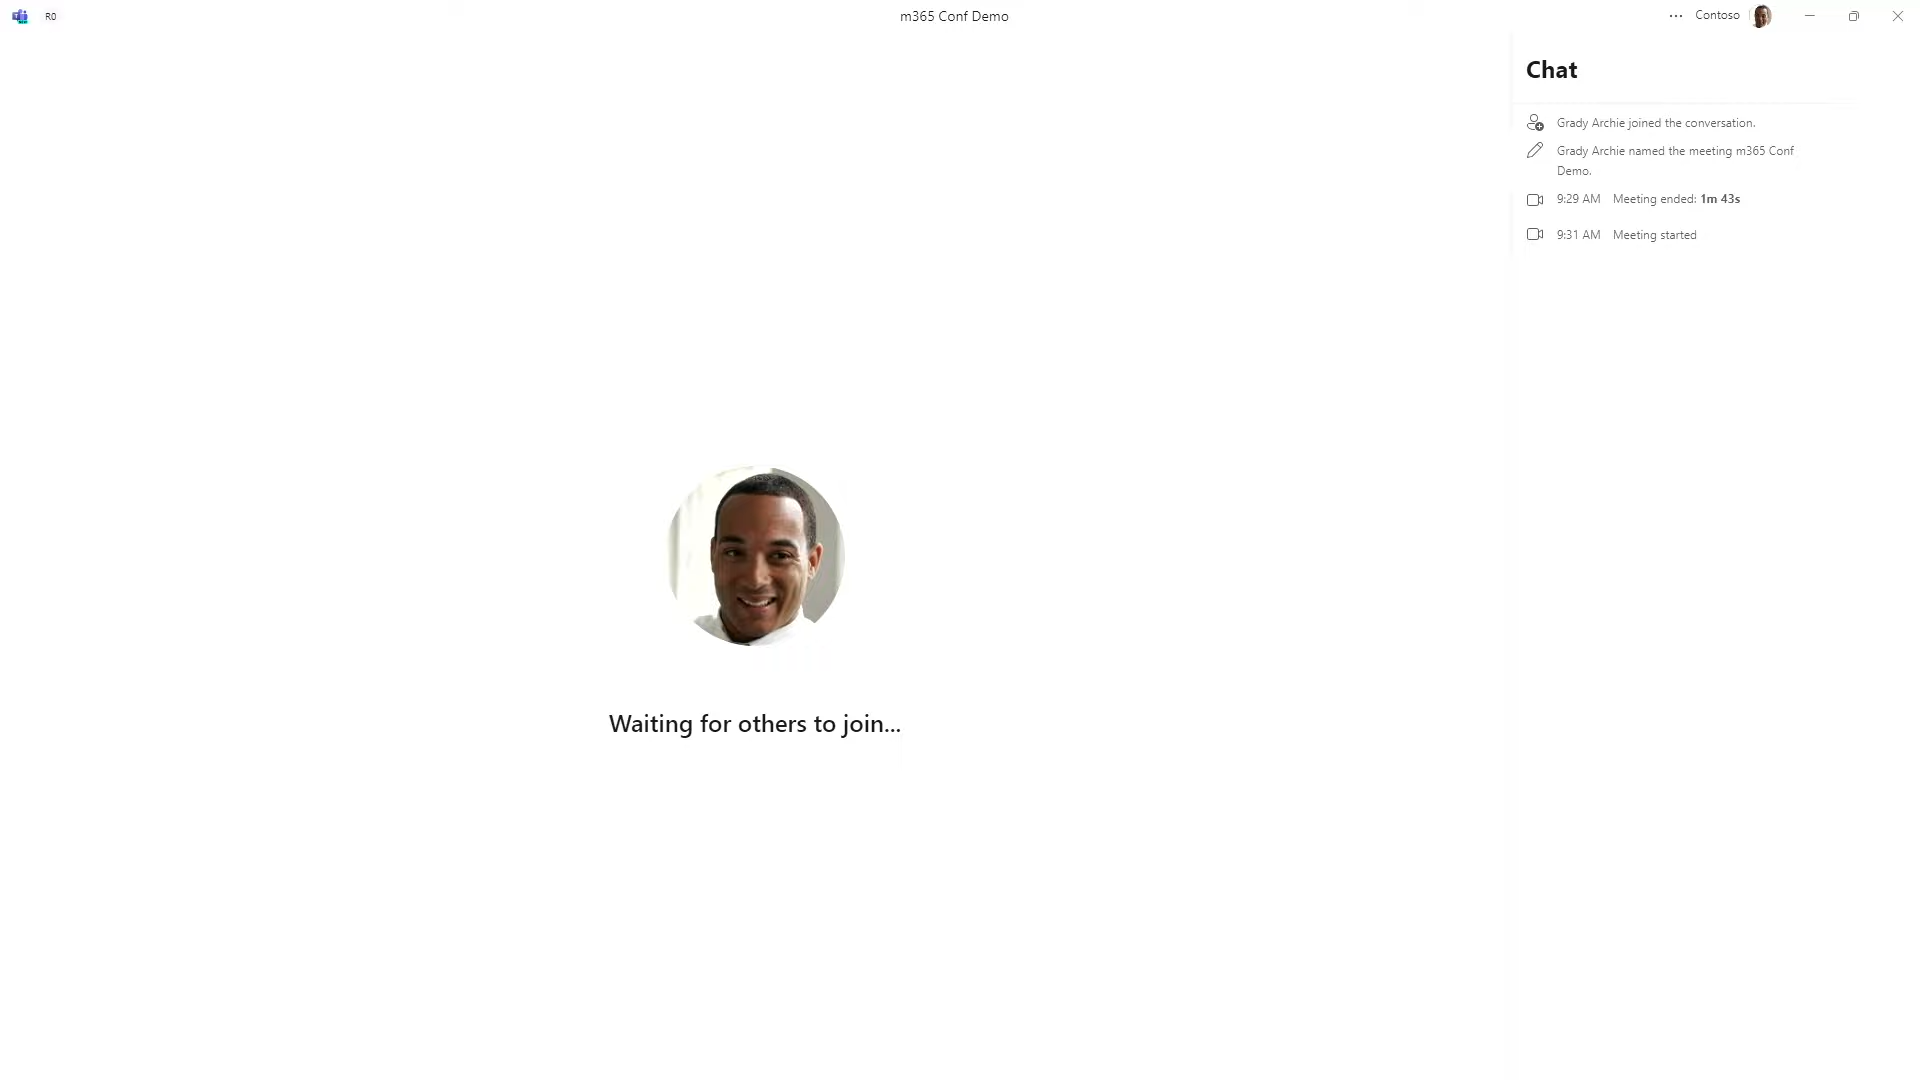 R0
m365 Conf Demo
Contoso
Chat
Grady Archie joined the conversation.
Grady Archie named the meeting m365 Conf
Demo.
9:29 AM Meeting ended: 1m 43s
9:31 AM Meeting started
Waiting for others to join...